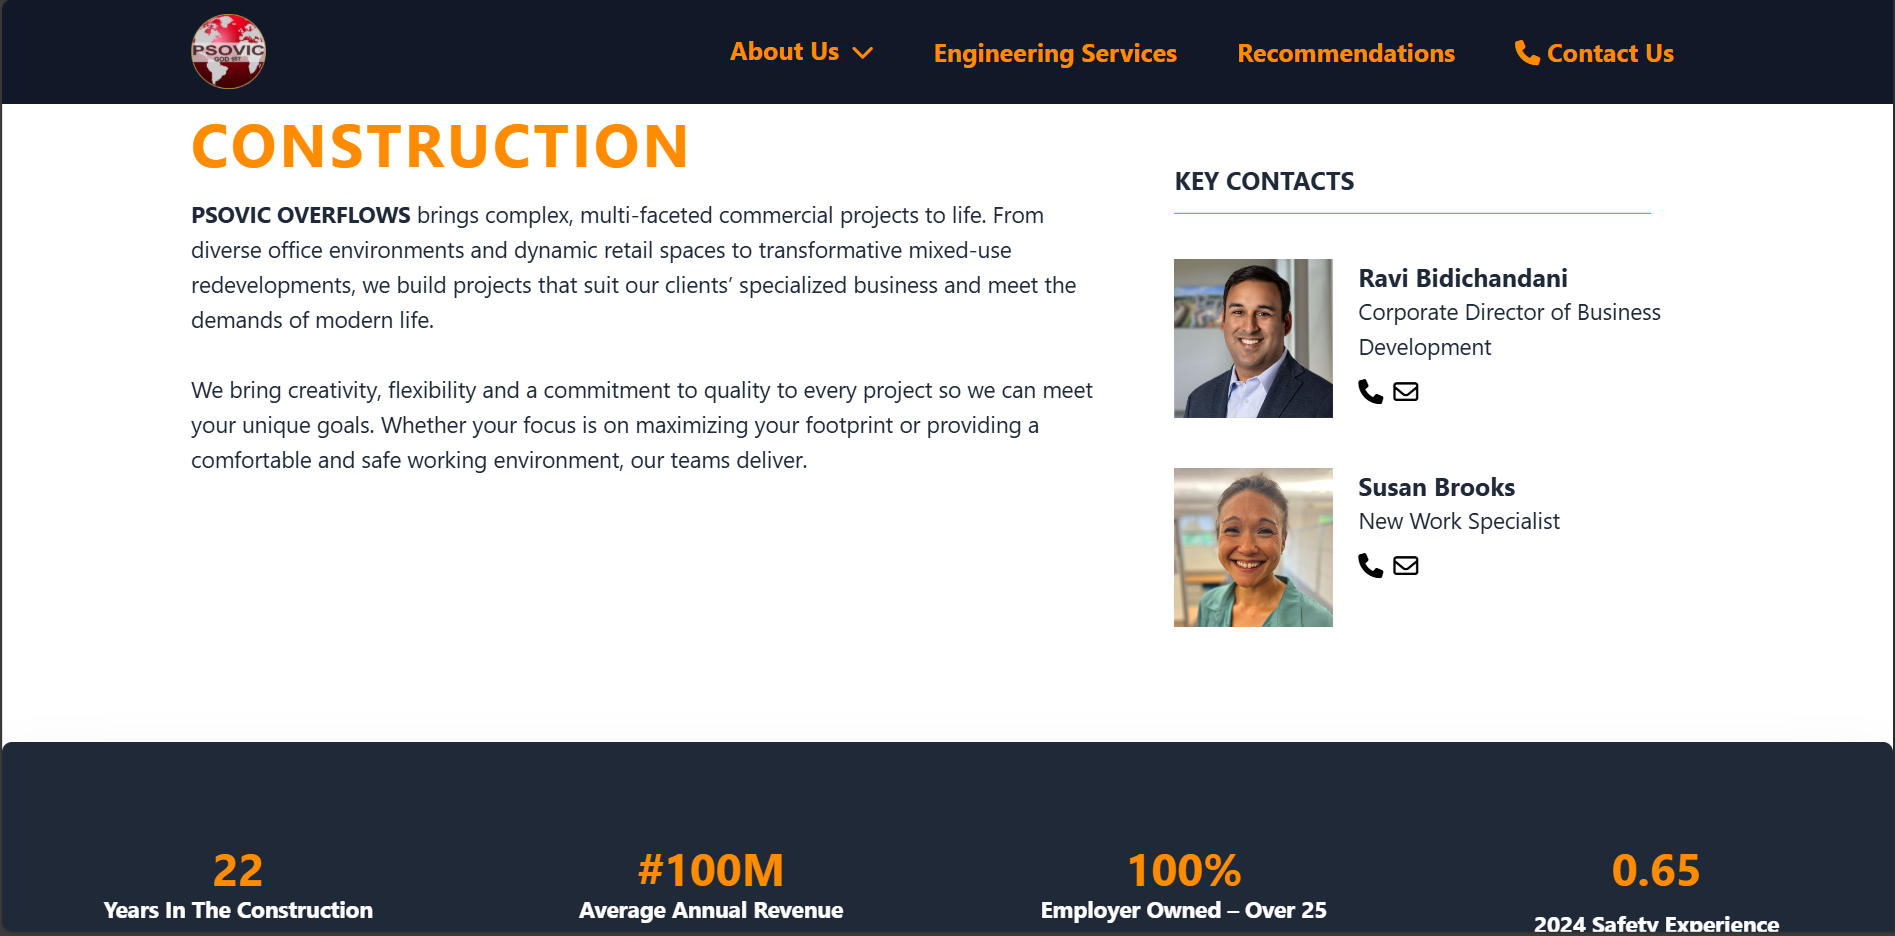 PSOVIC
GOD 1ST
About Us
Engineering Services
Recommendations
Contact Us
CONSTRUCTION
PSOVIC OVERFLOWS brings complex, multi-faceted commercial projects to life. From
diverse office environments and dynamic retail spaces to transformative mixed-use
redevelopments, we build projects that suit our clients’ specialized business and meet the
demands of modern life.
We bring creativity, flexibility and a commitment to quality to every project so we can meet
your unique goals. Whether your focus is on maximizing your footprint or providing a
comfortable and safe working environment, our teams deliver.
KEY CONTACTS
Ravi Bidichandani
Corporate Director of Business
Development
Susan Brooks
New Work Specialist
22
Years In The Construction
#100M
Average Annual Revenue
100%
Employer Owned – Over 25
0.65
2024 Safety Experience